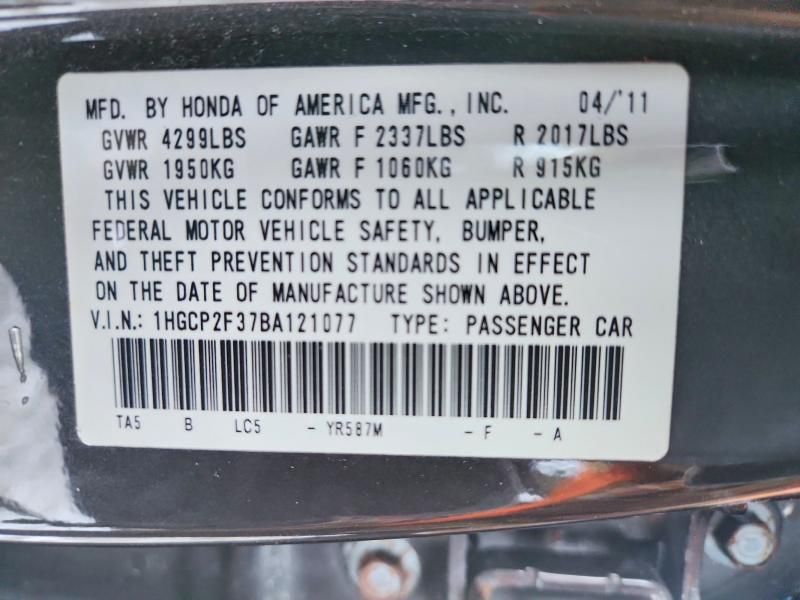 MFD. BY HONDA OF AMERICA MFG., INC. 04/'11
GVWR 4299LBS GAWR F 2337LBS R 2017LBS
GVWR 1950KG GAWR F 1060KG R 915KG
THIS VEHICLE CONFORMS TO ALL APPLICABLE
FEDERAL MOTOR VEHICLE SAFETY, BUMPER,
AND THEFT PREVENTION STANDARDS IN EFFECT
ON THE DATE OF MANUFACTURE SHOWN ABOVE.
V.I.N.: 1HGCP2F37BA121077 TYPE: PASSENGER CAR
TA5 B LC5 - YR587M - F - A